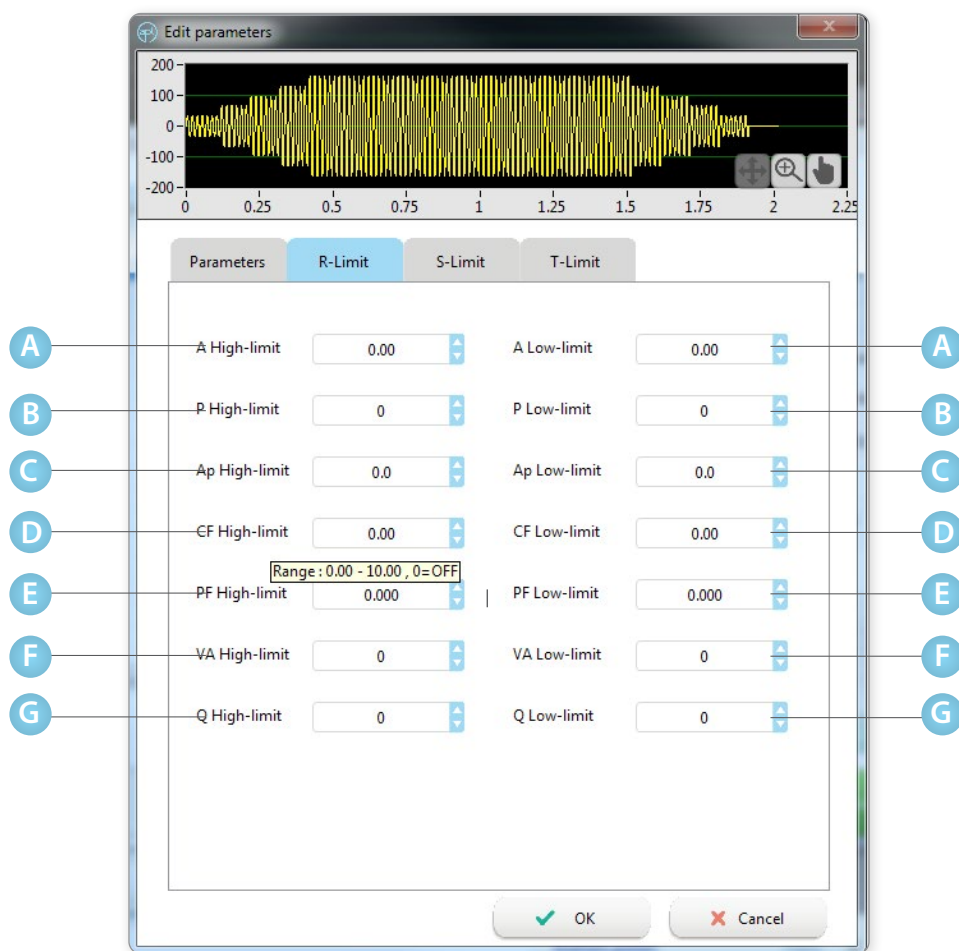 Edit parameters
200
100
0
-100
-200
0 0.25 0.5 0.75 1 1.25 1.5 1.75 2 2.25
Parameters R-Limit S-Limit T-Limit
A A High-limit 0.00 A Low-limit 0.00 A
B P High-limit 0 P Low-limit 0 B
C Ap High-limit 0.0 Ap Low-limit 0.0 C
D CF High-limit 0.00 CF Low-limit 0.00 D
Range : 0.00 - 10.00 , 0=OFF
E PF High-limit 0.000 PF Low-limit 0.000 E
F VA High-limit 0 VA Low-limit 0 F
G Q High-limit 0 Q Low-limit 0 G
OK Cancel